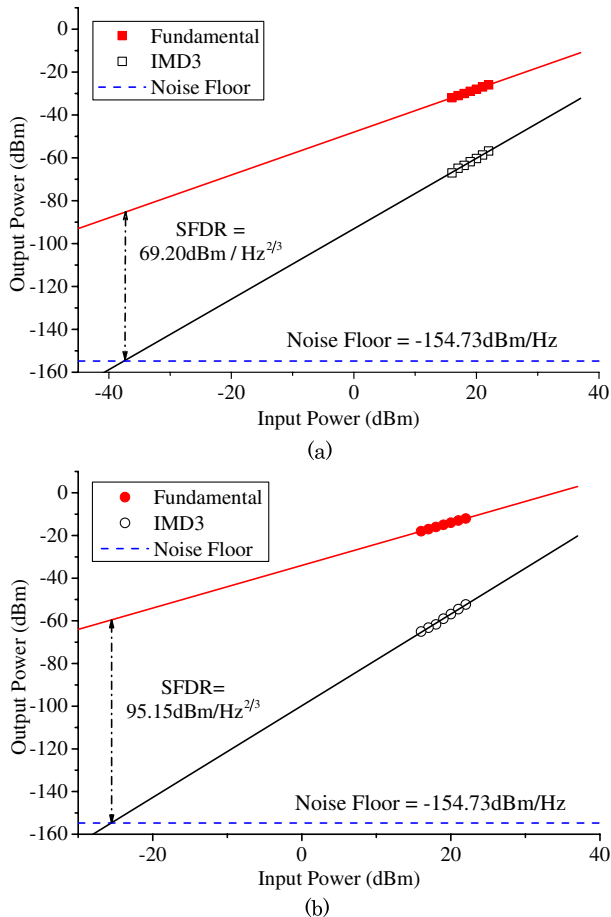 0
-20
-40
-60
-80
-100
-120
-140
-160
Output Power (dBm)
Fundamental
IMD3
Noise Floor
SFDR =
69.20dBm / Hz^2/3
Noise Floor = -154.73dBm/Hz
-40 -20 0 20 40
Input Power (dBm)
(a)
0
-20
-40
-60
-80
-100
-120
-140
-160
Output Power (dBm)
Fundamental
IMD3
Noise Floor
SFDR=
95.15dBm/Hz^2/3
Noise Floor = -154.73dBm/Hz
-20 0 20 40
Input Power (dBm)
(b)